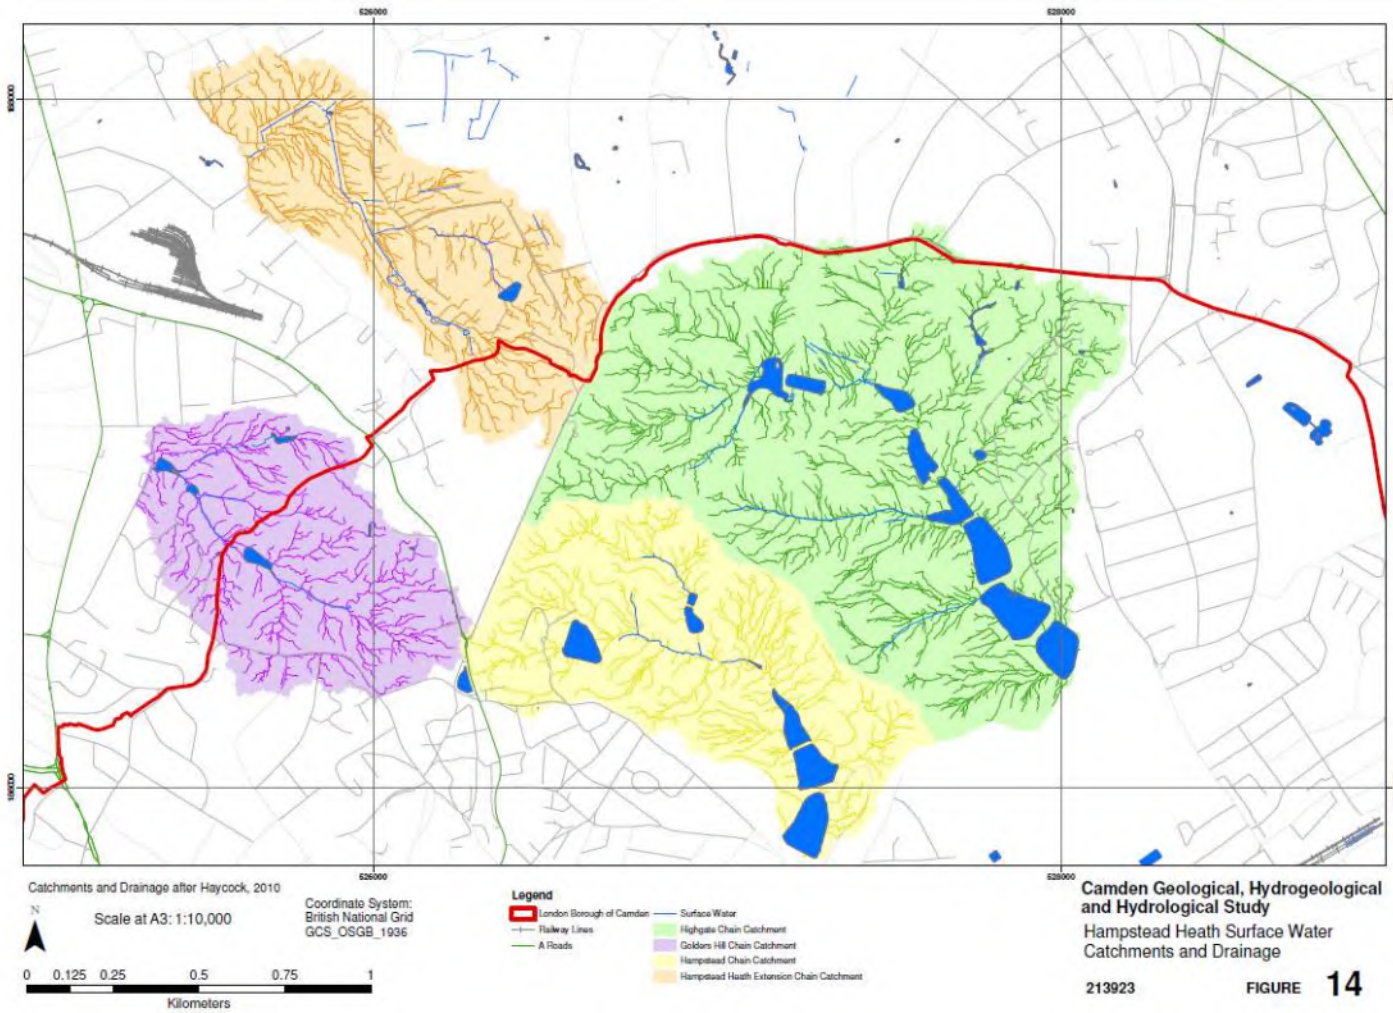 526000
528000
Catchments and Drainage after Haycock, 2010
N
Scale at A3: 1:10,000
0 0.125 0.25 0.5 0.75 1
Kilometers
Coordinate System:
British National Grid
GCS_OSGB_1936
526000
528000
Legend
London Borough of Camden
Railway Lines
A Roads
Surface Water
Highgate Chain Catchment
Golders Hill Chain Catchment
Hampstead Chain Catchment
Hampstead Heath Extension Chain Catchment
Camden Geological, Hydrogeological
and Hydrological Study
Hampstead Heath Surface Water
Catchments and Drainage
213923
FIGURE 14